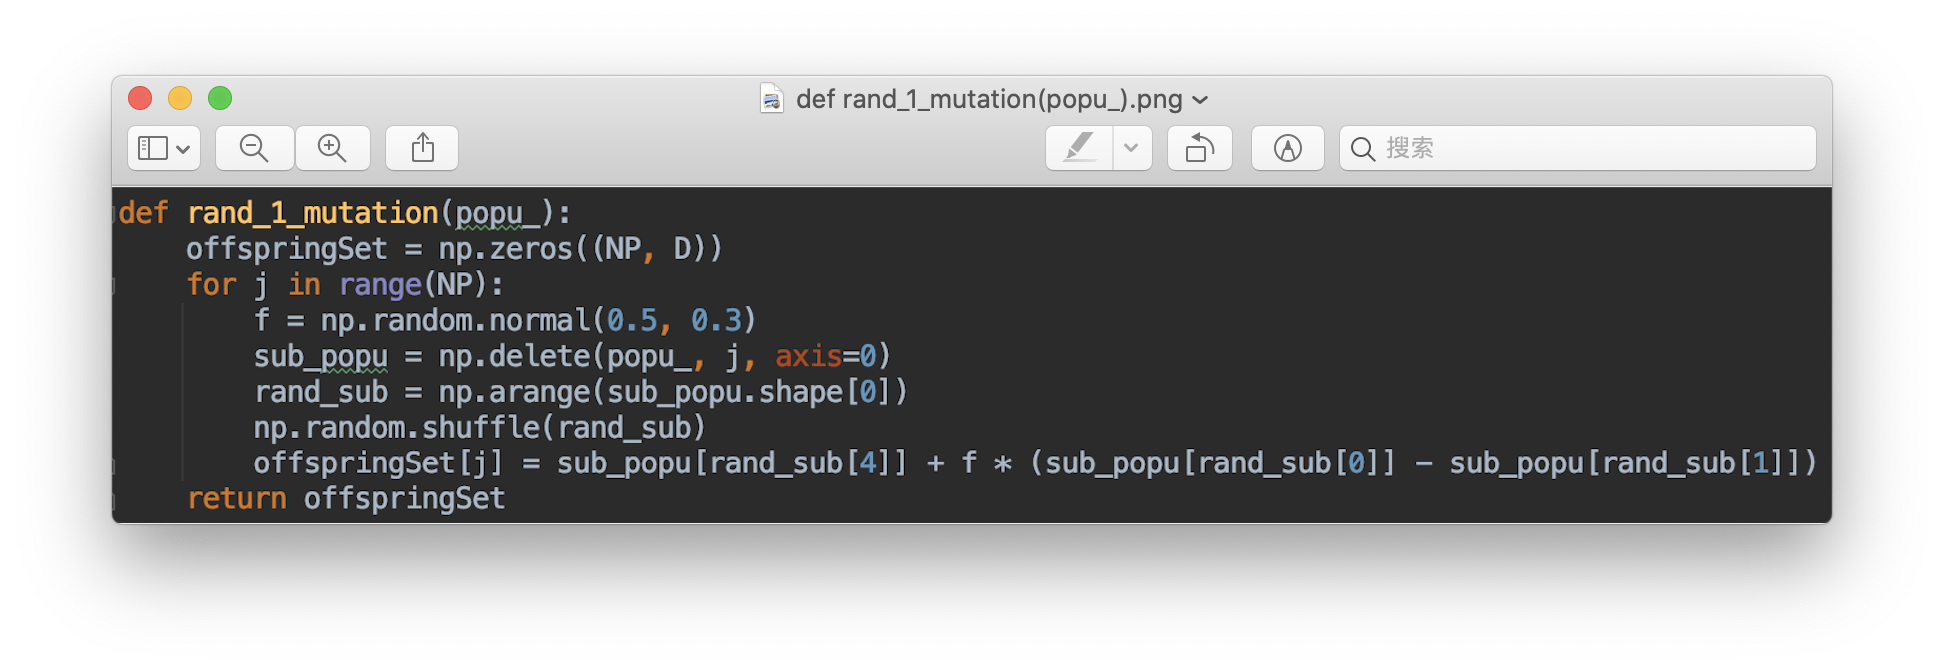 def rand_1_mutation(popu_).png
搜索
def rand_1_mutation(popu_):
    offspringSet = np.zeros((NP, D))
    for j in range(NP):
        f = np.random.normal(0.5, 0.3)
        sub_popu = np.delete(popu_, j, axis=0)
        rand_sub = np.arange(sub_popu.shape[0])
        np.random.shuffle(rand_sub)
        offspringSet[j] = sub_popu[rand_sub[4]] + f * (sub_popu[rand_sub[0]] - sub_popu[rand_sub[1]])
    return offspringSet